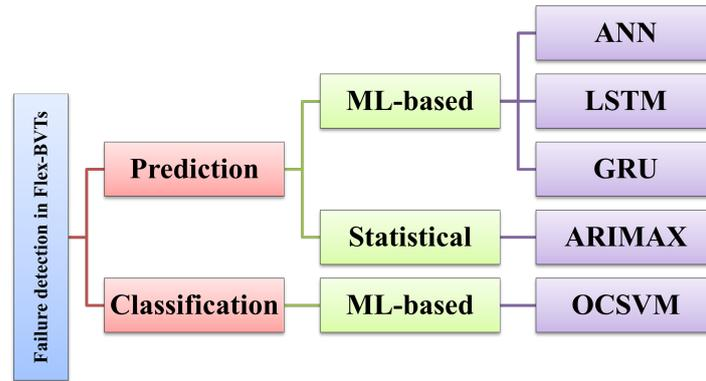 Failure detection in Flex-BVTs
Prediction
ML-based
ANN
LSTM
GRU
Statistical
ARIMAX
Classification
ML-based
OCSVM